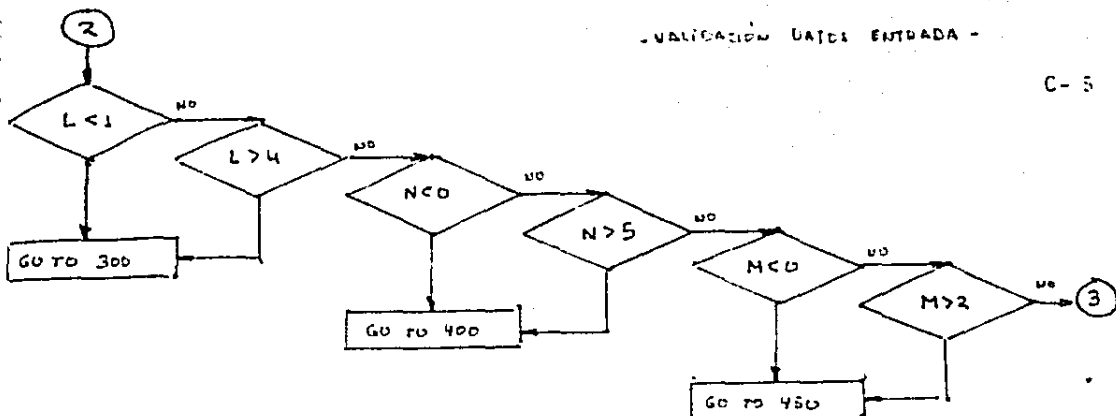 2
- VALIDACIÓN DATOS ENTRADA -
C- 5
L < 1
NO
L > 4
NO
N < 0
NO
N > 5
NO
M < 0
NO
M > 2
NO
3
GO TO 300
GO TO 400
GO TO 450